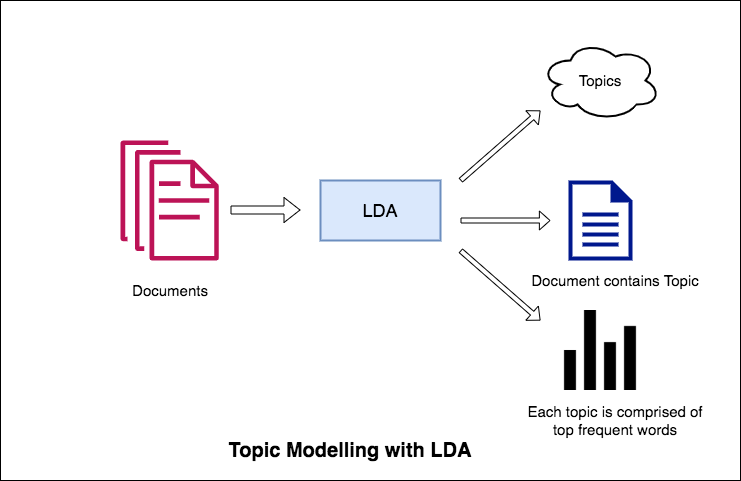 Topics
LDA
Documents
Document contains Topic
Each topic is comprised of
top frequent words
Topic Modelling with LDA